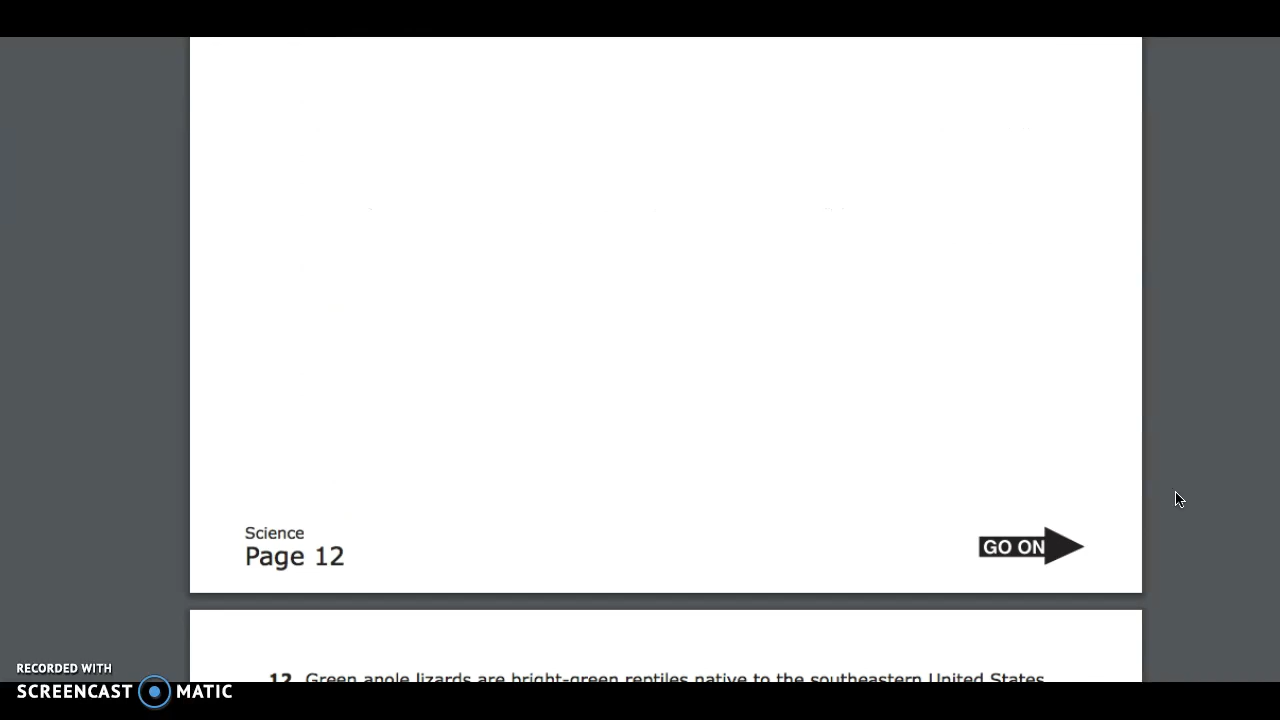 Science
Page 12
GO ON
12 Green anole lizards are bright-green reptiles native to the southeastern United States
RECORDED WITH
SCREENCAST MATIC